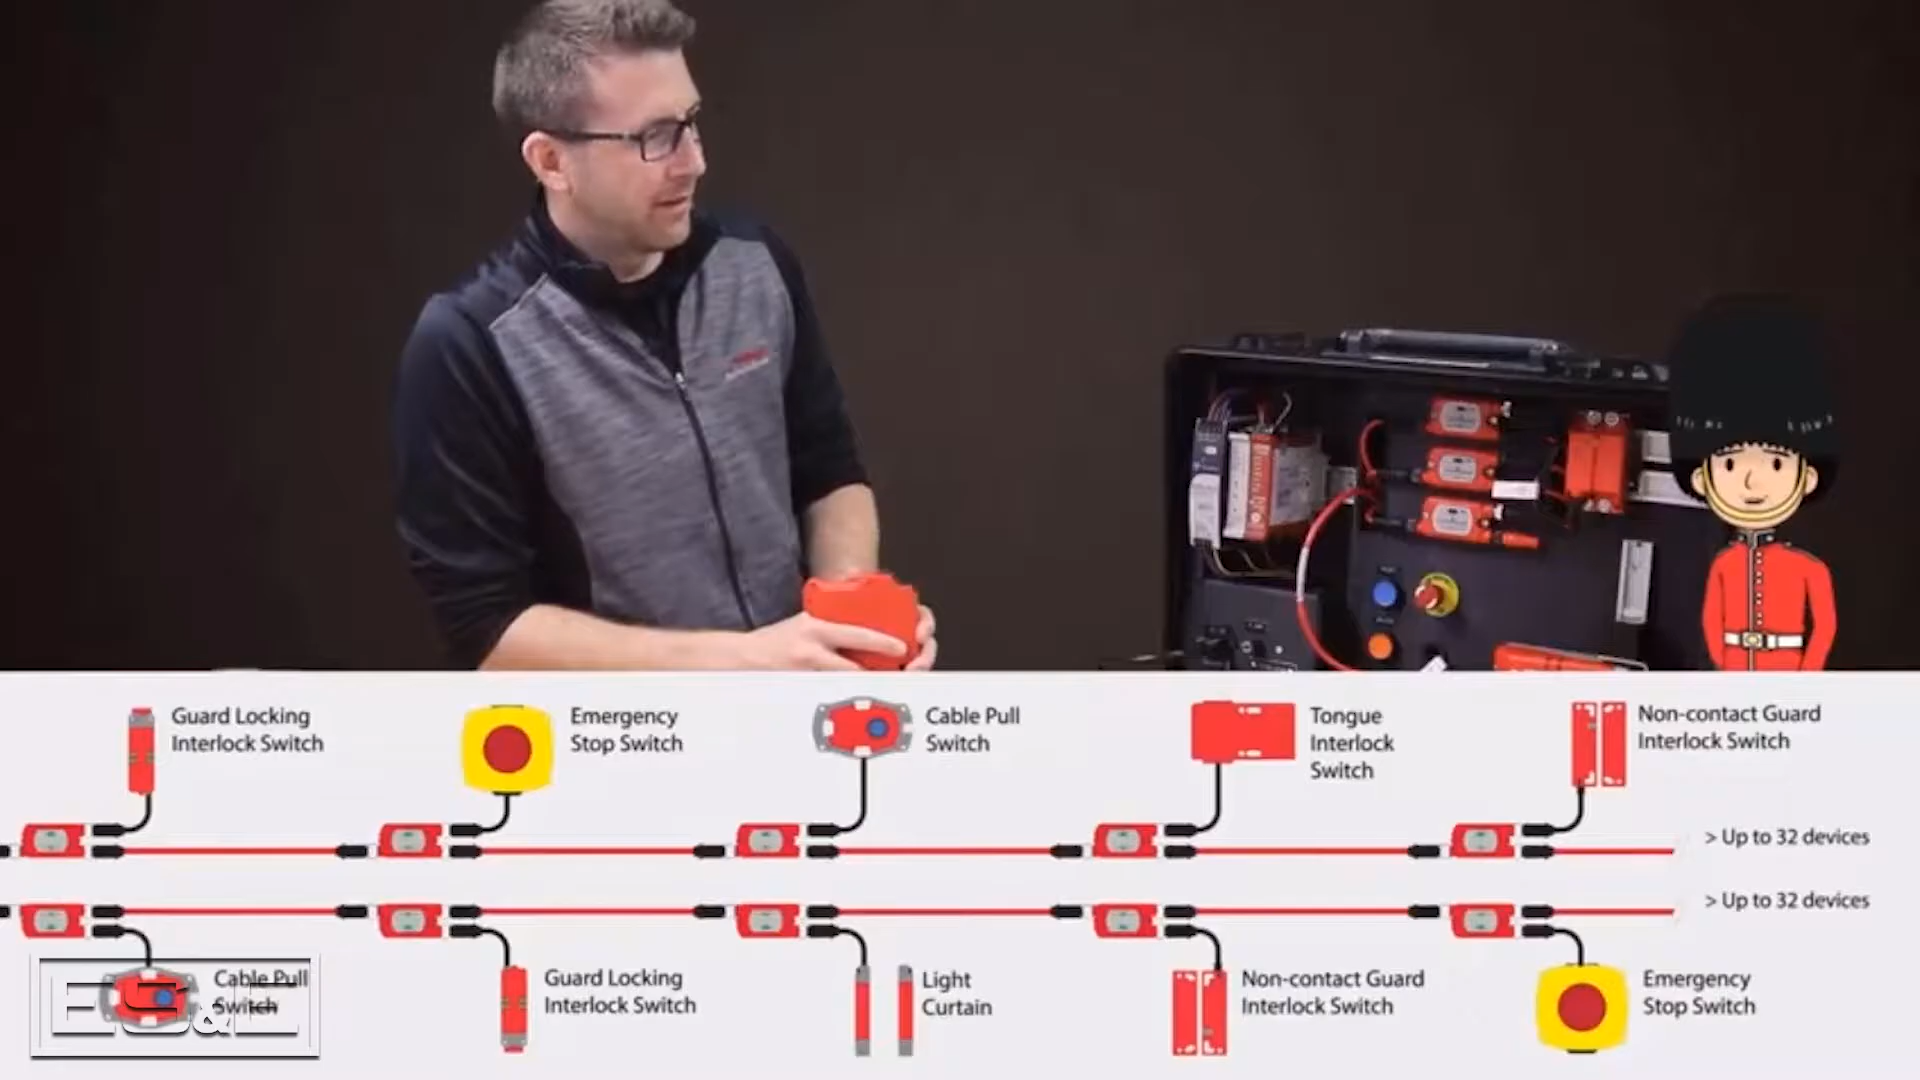 Guard Locking
Interlock Switch
Emergency
Stop Switch
Cable Pull
Switch
Tongue
Interlock
Switch
Non-contact Guard
Interlock Switch
> Up to 32 devices
> Up to 32 devices
Cable Pull
Switch
Guard Locking
Interlock Switch
Light
Curtain
Non-contact Guard
Interlock Switch
Emergency
Stop Switch
ES&E